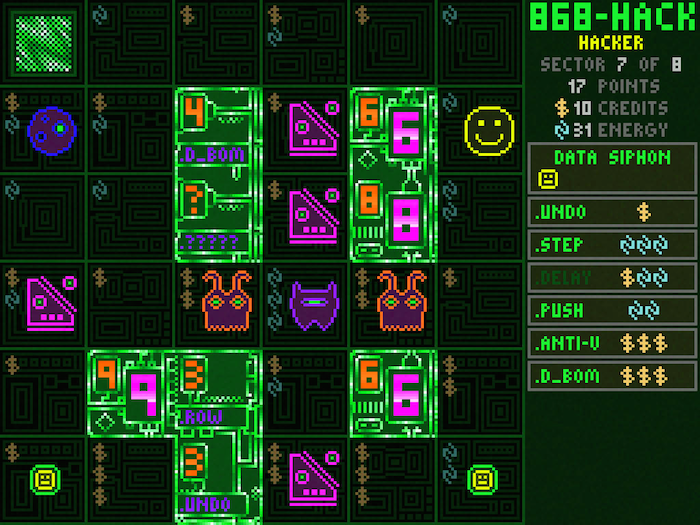 868-HACK
HACKER
SECTOR 7 OF 8
17 POINTS
10 CREDITS
31 ENERGY
DATA SIPHON
.UNDO
.STEP
DELAY
.PUSH
.ANTI-V
.D_BOM
4
.D_BOM
6
6
?
.?????
8
8
9
9
3
.ROW
6
6
3
.UNDO